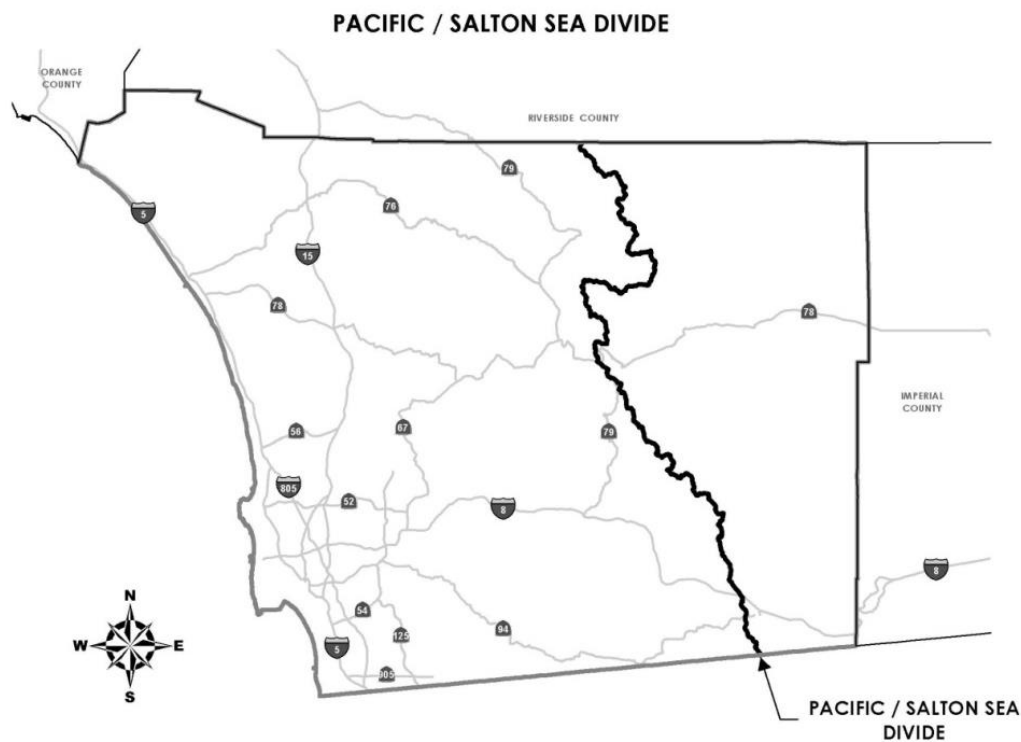 PACIFIC / SALTON SEA DIVIDE
ORANGE
COUNTY
RIVERSIDE COUNTY
79
76
5
15
78
78
IMPERIAL
COUNTY
67
56
79
805
52
8
8
N
W E
S
54
94
125
5
905
PACIFIC / SALTON SEA
DIVIDE